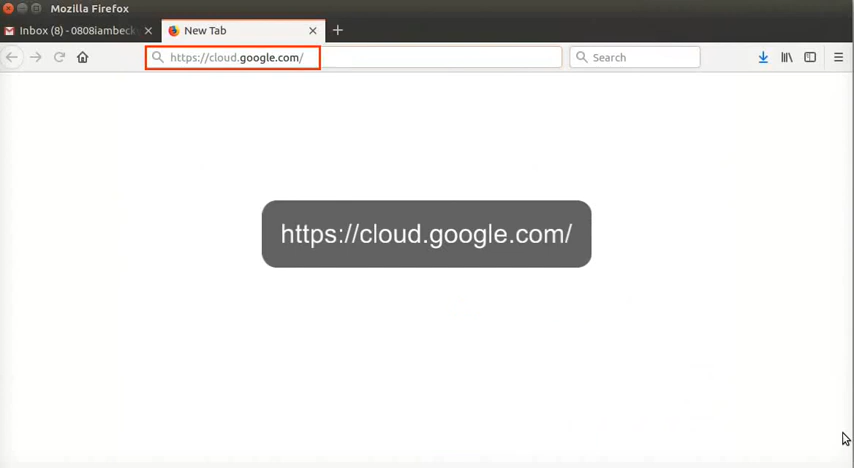 Mozilla Firefox
Inbox (8) - 0808iambeck
New Tab
https://cloud.google.com/
Search
https://cloud.google.com/